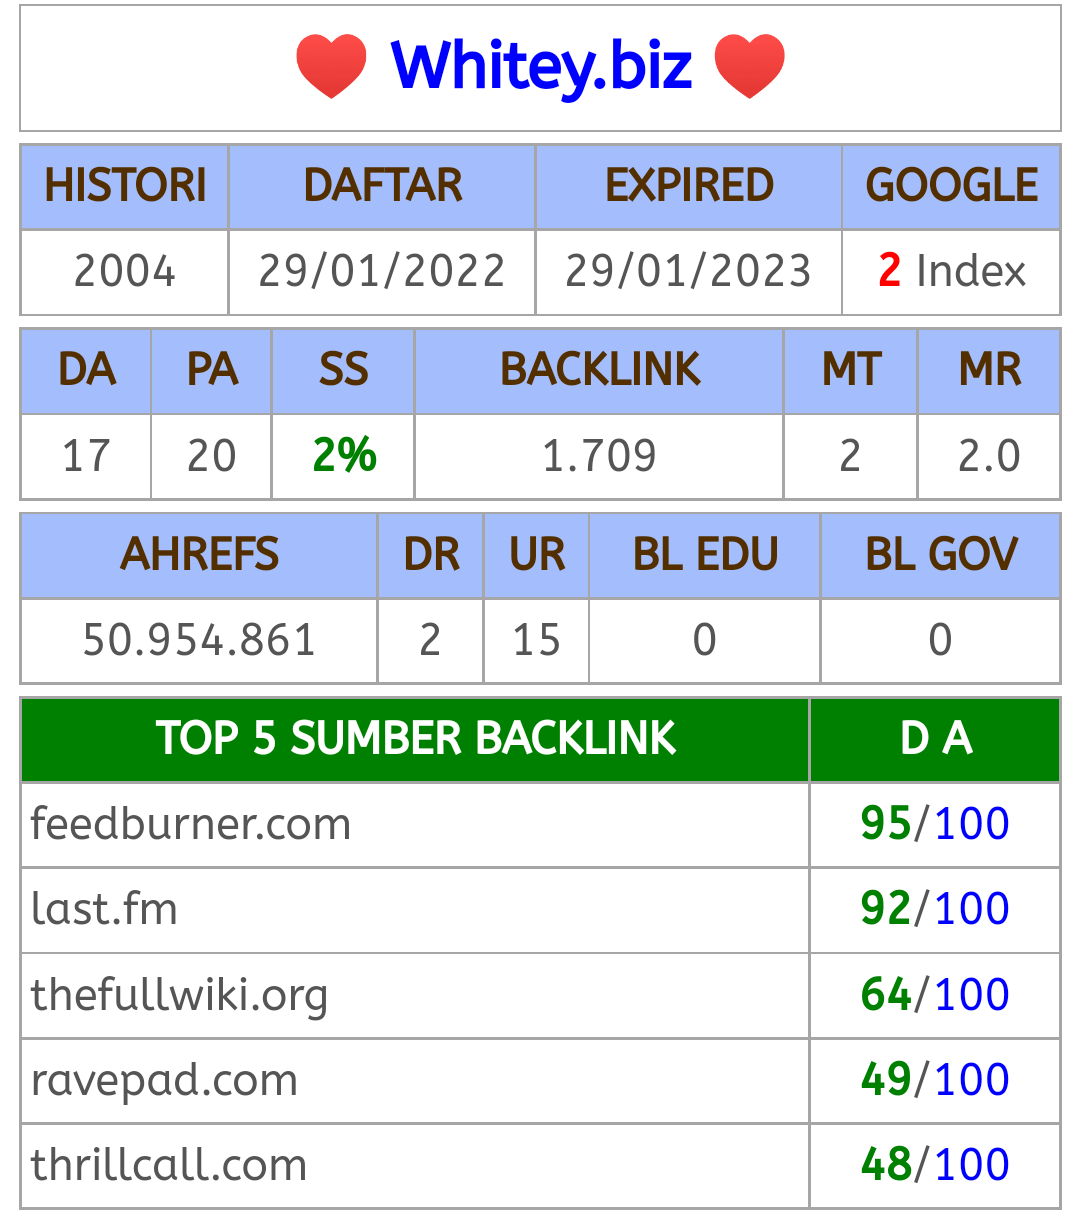 Whitey.biz
HISTORI DAFTAR EXPIRED GOOGLE
2004 29/01/2022 29/01/2023 2 Index
DA PA SS BACKLINK MT MR
17 20 2% 1.709 2 2.0
AHREFS DR UR BL EDU BL GOV
50.954.861 2 15 0 0
TOP 5 SUMBER BACKLINK D A
feedburner.com 95/100
last.fm 92/100
thefullwiki.org 64/100
ravepad.com 49/100
thrillcall.com 48/100